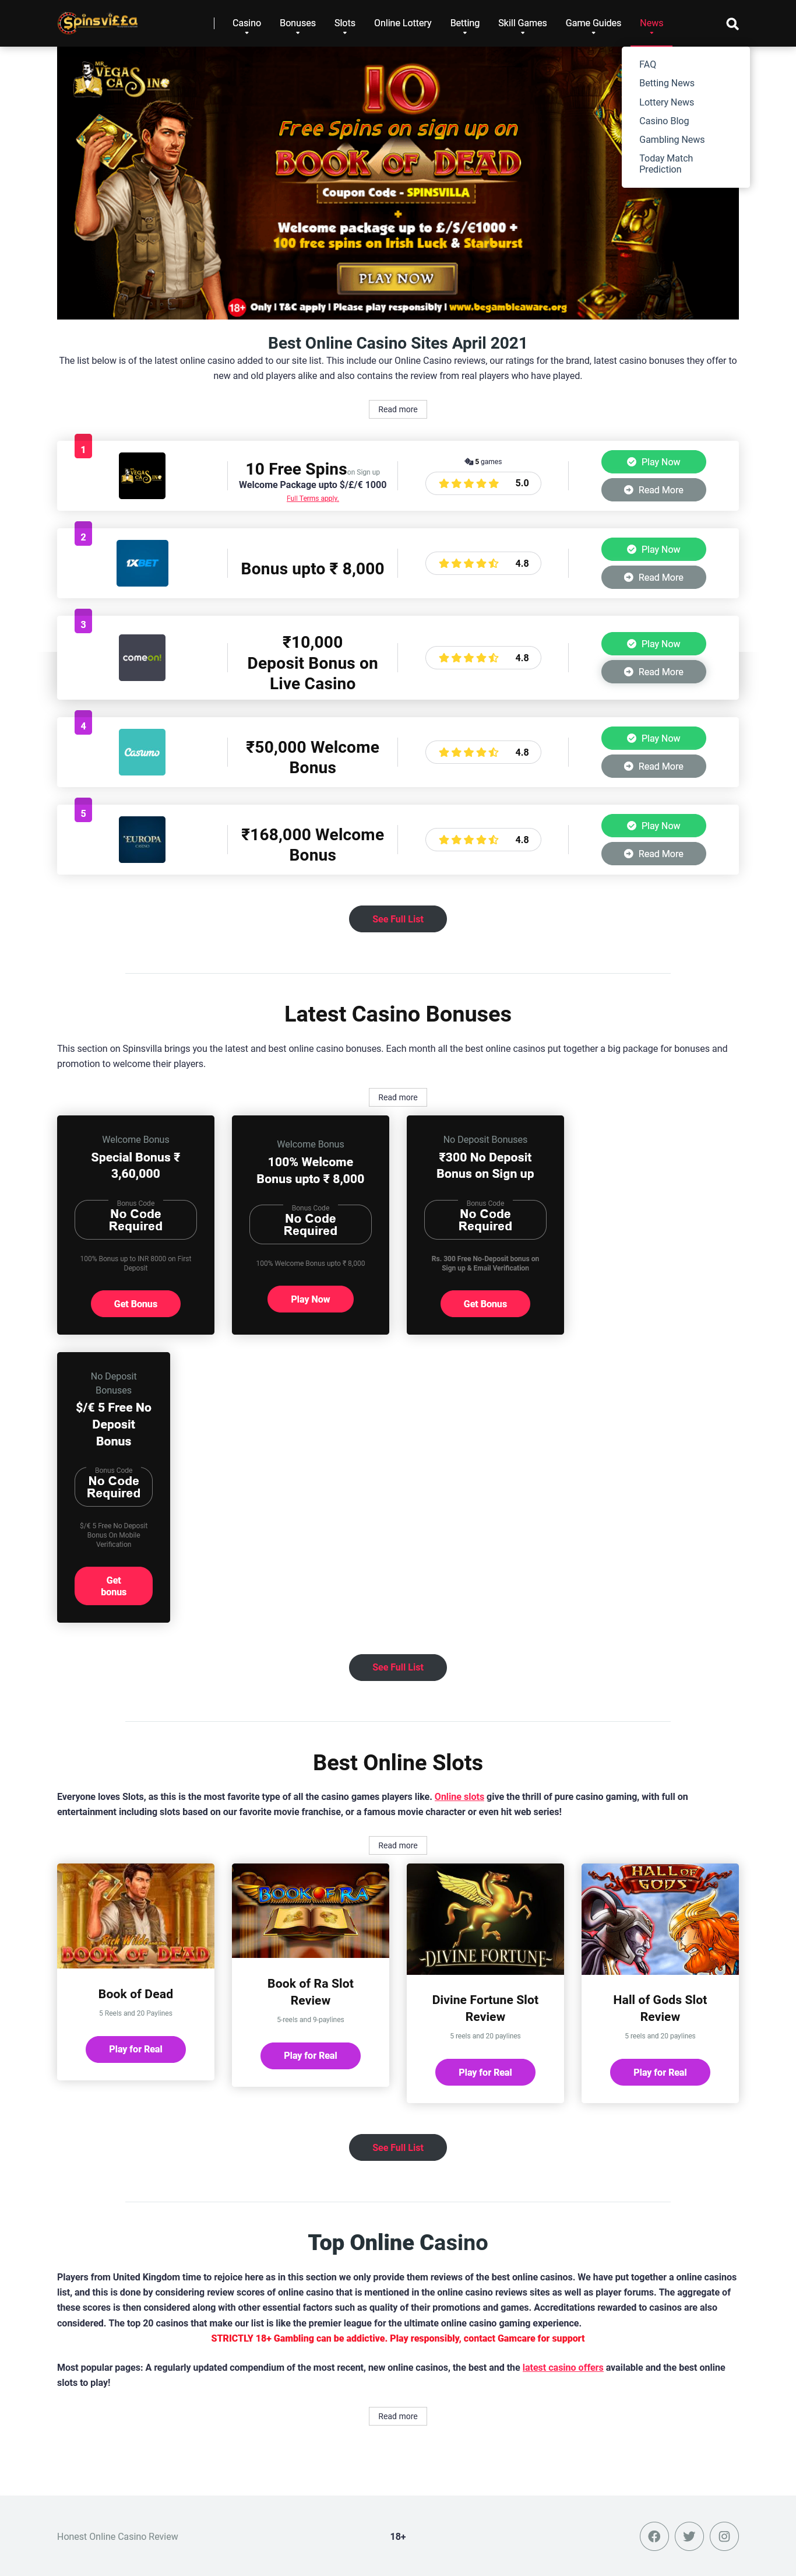 Spinsvilla
Casino
Bonuses
Slots
Online Lottery
Betting
Skill Games
Game Guides
News
FAQ
Betting News
Lottery News
Casino Blog
Gambling News
Today Match
Prediction
MR
VEGAS
CASINO
10
Free Spins on sign up on
BOOK OF DEAD
Coupon Code - SPINSVILLA
+
Welcome Package upto £/$/€1000 +
100 free spins on Irish Luck & Starburst
PLAY NOW
18+ Only | T&C apply | Please play responsibly | www.begambleaware.org
Best Online Casino Sites April 2021
The list below is of the latest online casino added to our site list. This include our Online Casino reviews, our ratings for the brand, latest casino bonuses they offer to
new and old players alike and also contains the review from real players who have played.
Read more
1
VEGAS
CASINO
10 Free Spins on Sign up
Welcome Package upto $/£/€ 1000
Full Terms apply.
5 games
5.0
Play Now
Read More
2
1XBET
Bonus upto ₹ 8,000
4.8
Play Now
Read More
3
comeon!
₹10,000
Deposit Bonus on
Live Casino
4.8
Play Now
Read More
4
Casumo
₹50,000 Welcome
Bonus
4.8
Play Now
Read More
5
EUROPA
CASINO
₹168,000 Welcome
Bonus
4.8
Play Now
Read More
See Full List
Latest Casino Bonuses
This section on Spinsvilla brings you the latest and best online casino bonuses. Each month all the best online casinos put together a big package for bonuses and
promotion to welcome their players.
Read more
Welcome Bonus
Special Bonus ₹
3,60,000
Bonus Code
No Code
Required
100% Bonus up to INR 8000 on First
Deposit
Get Bonus
Welcome Bonus
100% Welcome
Bonus upto ₹ 8,000
Bonus Code
No Code
Required
100% Welcome Bonus upto ₹ 8,000
Play Now
No Deposit Bonuses
₹300 No Deposit
Bonus on Sign up
Bonus Code
No Code
Required
Rs. 300 Free No-Deposit bonus on
Sign up & Email Verification
Get Bonus
No Deposit
Bonuses
$/€ 5 Free No
Deposit
Bonus
Bonus Code
No Code
Required
$/€ 5 Free No Deposit
Bonus On Mobile
Verification
Get
bonus
See Full List
Best Online Slots
Everyone loves Slots, as this is the most favorite type of all the casino games players like. Online slots give the thrill of pure casino gaming, with full on
entertainment including slots based on our favorite movie franchise, or a famous movie character or even hit web series!
Read more
Rich Wilde
BOOK OF DEAD
Book of Dead
5 Reels and 20 Paylines
Play for Real
BOOK OF RA
Book of Ra Slot
Review
5-reels and 9-paylines
Play for Real
DIVINE FORTUNE
Divine Fortune Slot
Review
5 reels and 20 paylines
Play for Real
HALL OF
GODS
Hall of Gods Slot
Review
5 reels and 20 paylines
Play for Real
See Full List
Top Online Casino
Players from United Kingdom time to rejoice here as in this section we only provide them reviews of the best online casinos. We have put together a online casinos
list, and this is done by considering review scores of online casino that is mentioned in the online casino reviews sites as well as player forums. The aggregate of
these scores is then considered along with other essential factors such as quality of their promotions and games. Accreditations rewarded to casinos are also
considered. The top 20 casinos that make our list is like the premier league for the ultimate online casino gaming experience.
STRICTLY 18+ Gambling can be addictive. Play responsibly, contact Gamcare for support
Most popular pages: A regularly updated compendium of the most recent, new online casinos, the best and the latest casino offers available and the best online
slots to play!
Read more
Honest Online Casino Review
18+